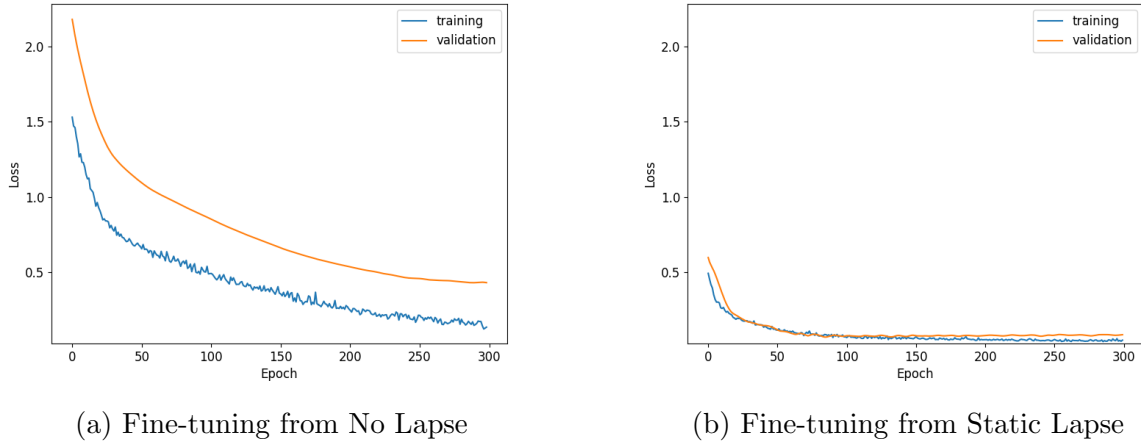 training
validation
2.0
1.5
1.0
0.5
Loss
0
50
100
150
200
250
300
Epoch
(a) Fine-tuning from No Lapse
training
validation
2.0
1.5
1.0
0.5
Loss
0
50
100
150
200
250
300
Epoch
(b) Fine-tuning from Static Lapse